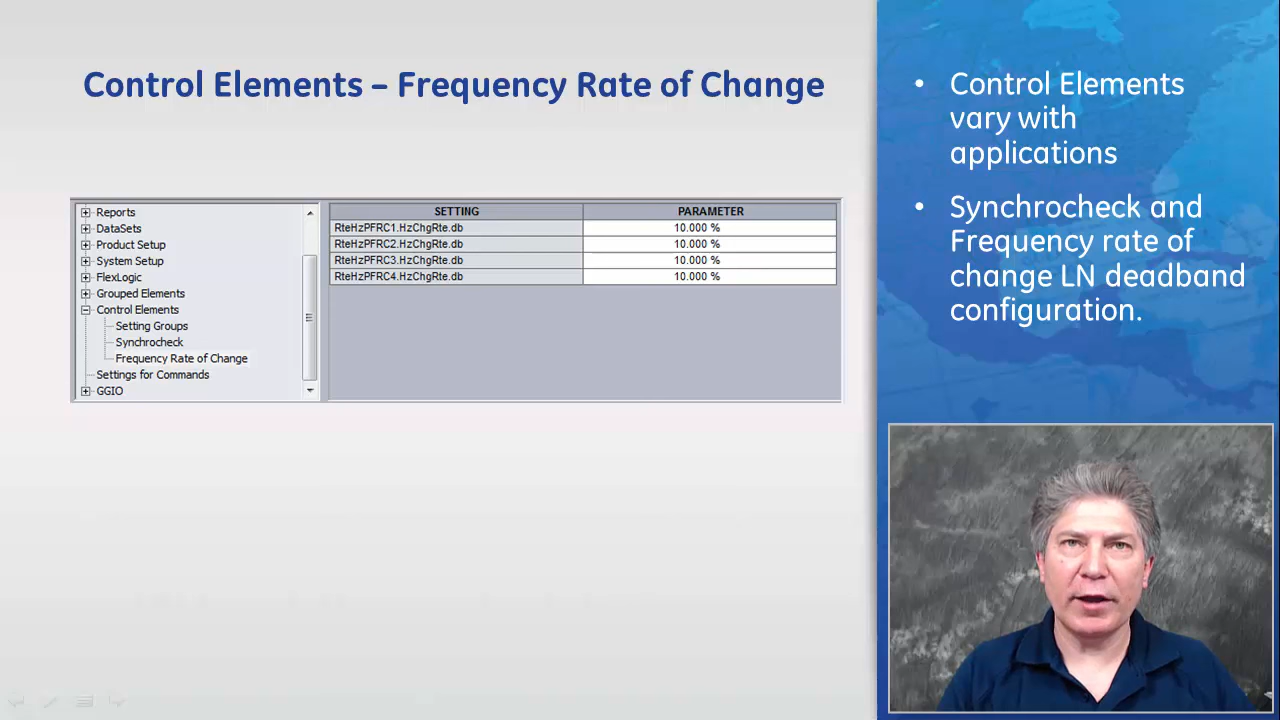 Control Elements – Frequency Rate of Change
Reports
DataSets
Product Setup
System Setup
FlexLogic
Grouped Elements
Control Elements
Setting Groups
Synchrocheck
Frequency Rate of Change
Settings for Commands
GGIO
SETTING PARAMETER
RteHzPFRC1.HzChgRte.db 10.000 %
RteHzPFRC2.HzChgRte.db 10.000 %
RteHzPFRC3.HzChgRte.db 10.000 %
RteHzPFRC4.HzChgRte.db 10.000 %
• Control Elements
vary with
applications
• Synchrocheck and
Frequency rate of
change LN deadband
configuration.